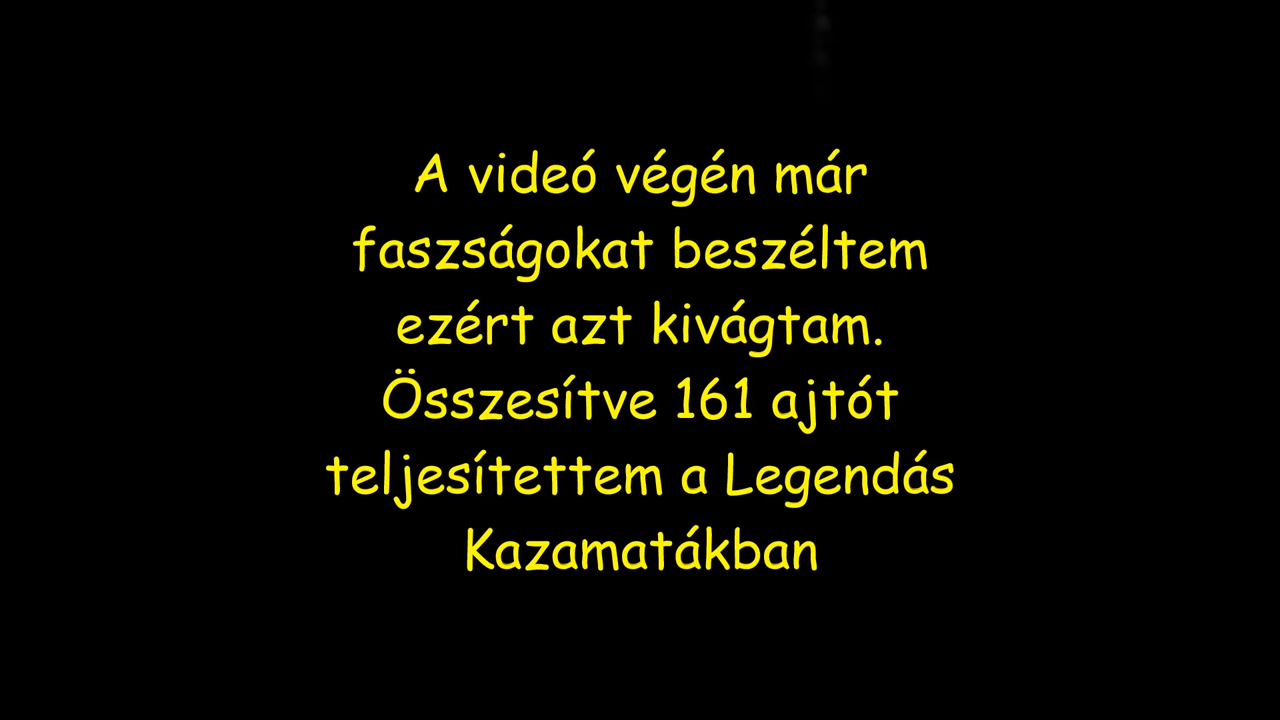 A videó végén már
faszságokat beszéltem
ezért azt kivágtam.
Összesítve 161 ajtót
teljesítettem a Legendás
Kazamatákban